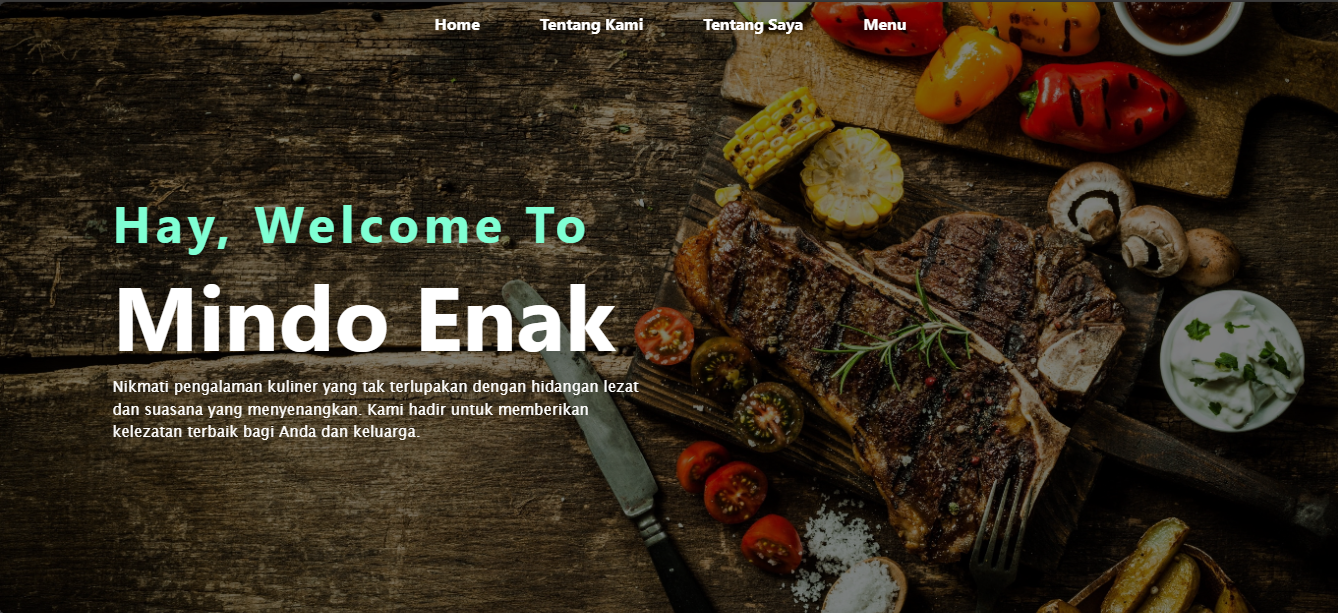 Home Tentang Kami Tentang Saya Menu
Hay, Welcome To
Mindo Enak
Nikmati pengalaman kuliner yang tak terlupakan dengan hidangan lezat
dan suasana yang menyenangkan. Kami hadir untuk memberikan
kelezatan terbaik bagi Anda dan keluarga.